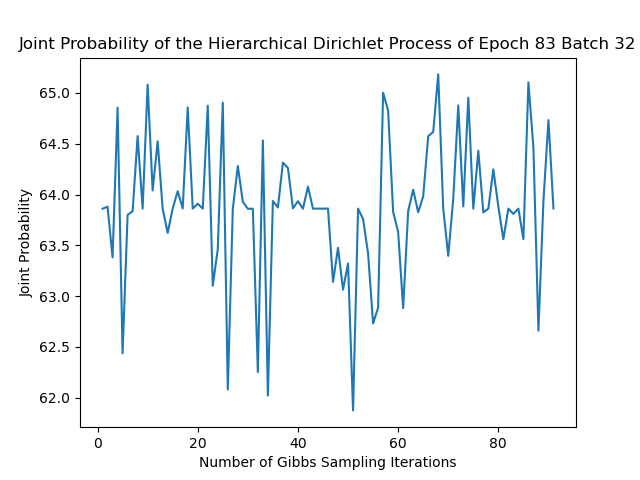 Joint Probability of the Hierarchical Dirichlet Process of Epoch 83 Batch 32
Joint Probability
65.0
64.5
64.0
63.5
63.0
62.5
62.0
0 20 40 60 80
Number of Gibbs Sampling Iterations